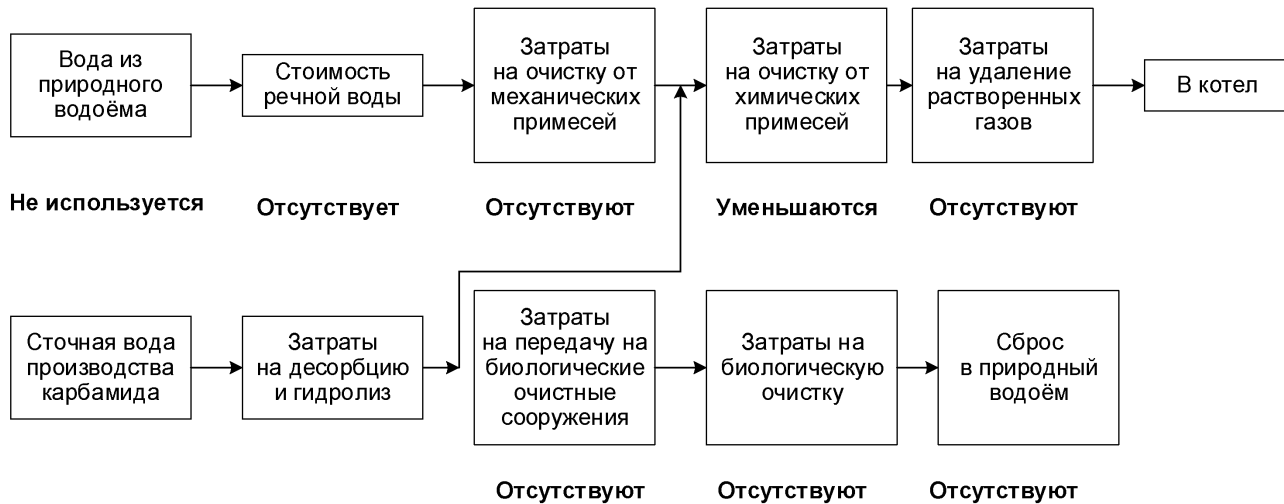 Вода из
природного
водоёма
Стоимость
речной воды
Затраты
на очистку от
механических
примесей
Затраты
на очистку от
химических
примесей
Затраты
на удаление
растворенных
газов
В котел
Не используется
Отсутствует
Отсутствуют
Уменьшаются
Отсутствуют
Сточная вода
производства
карбамида
Затраты
на десорбцию
и гидролиз
Затраты
на передачу на
биологические
очистные
сооружения
Затраты на
биологическую
очистку
Сброс
в природный
водоём
Отсутствуют
Отсутствуют
Отсутствуют